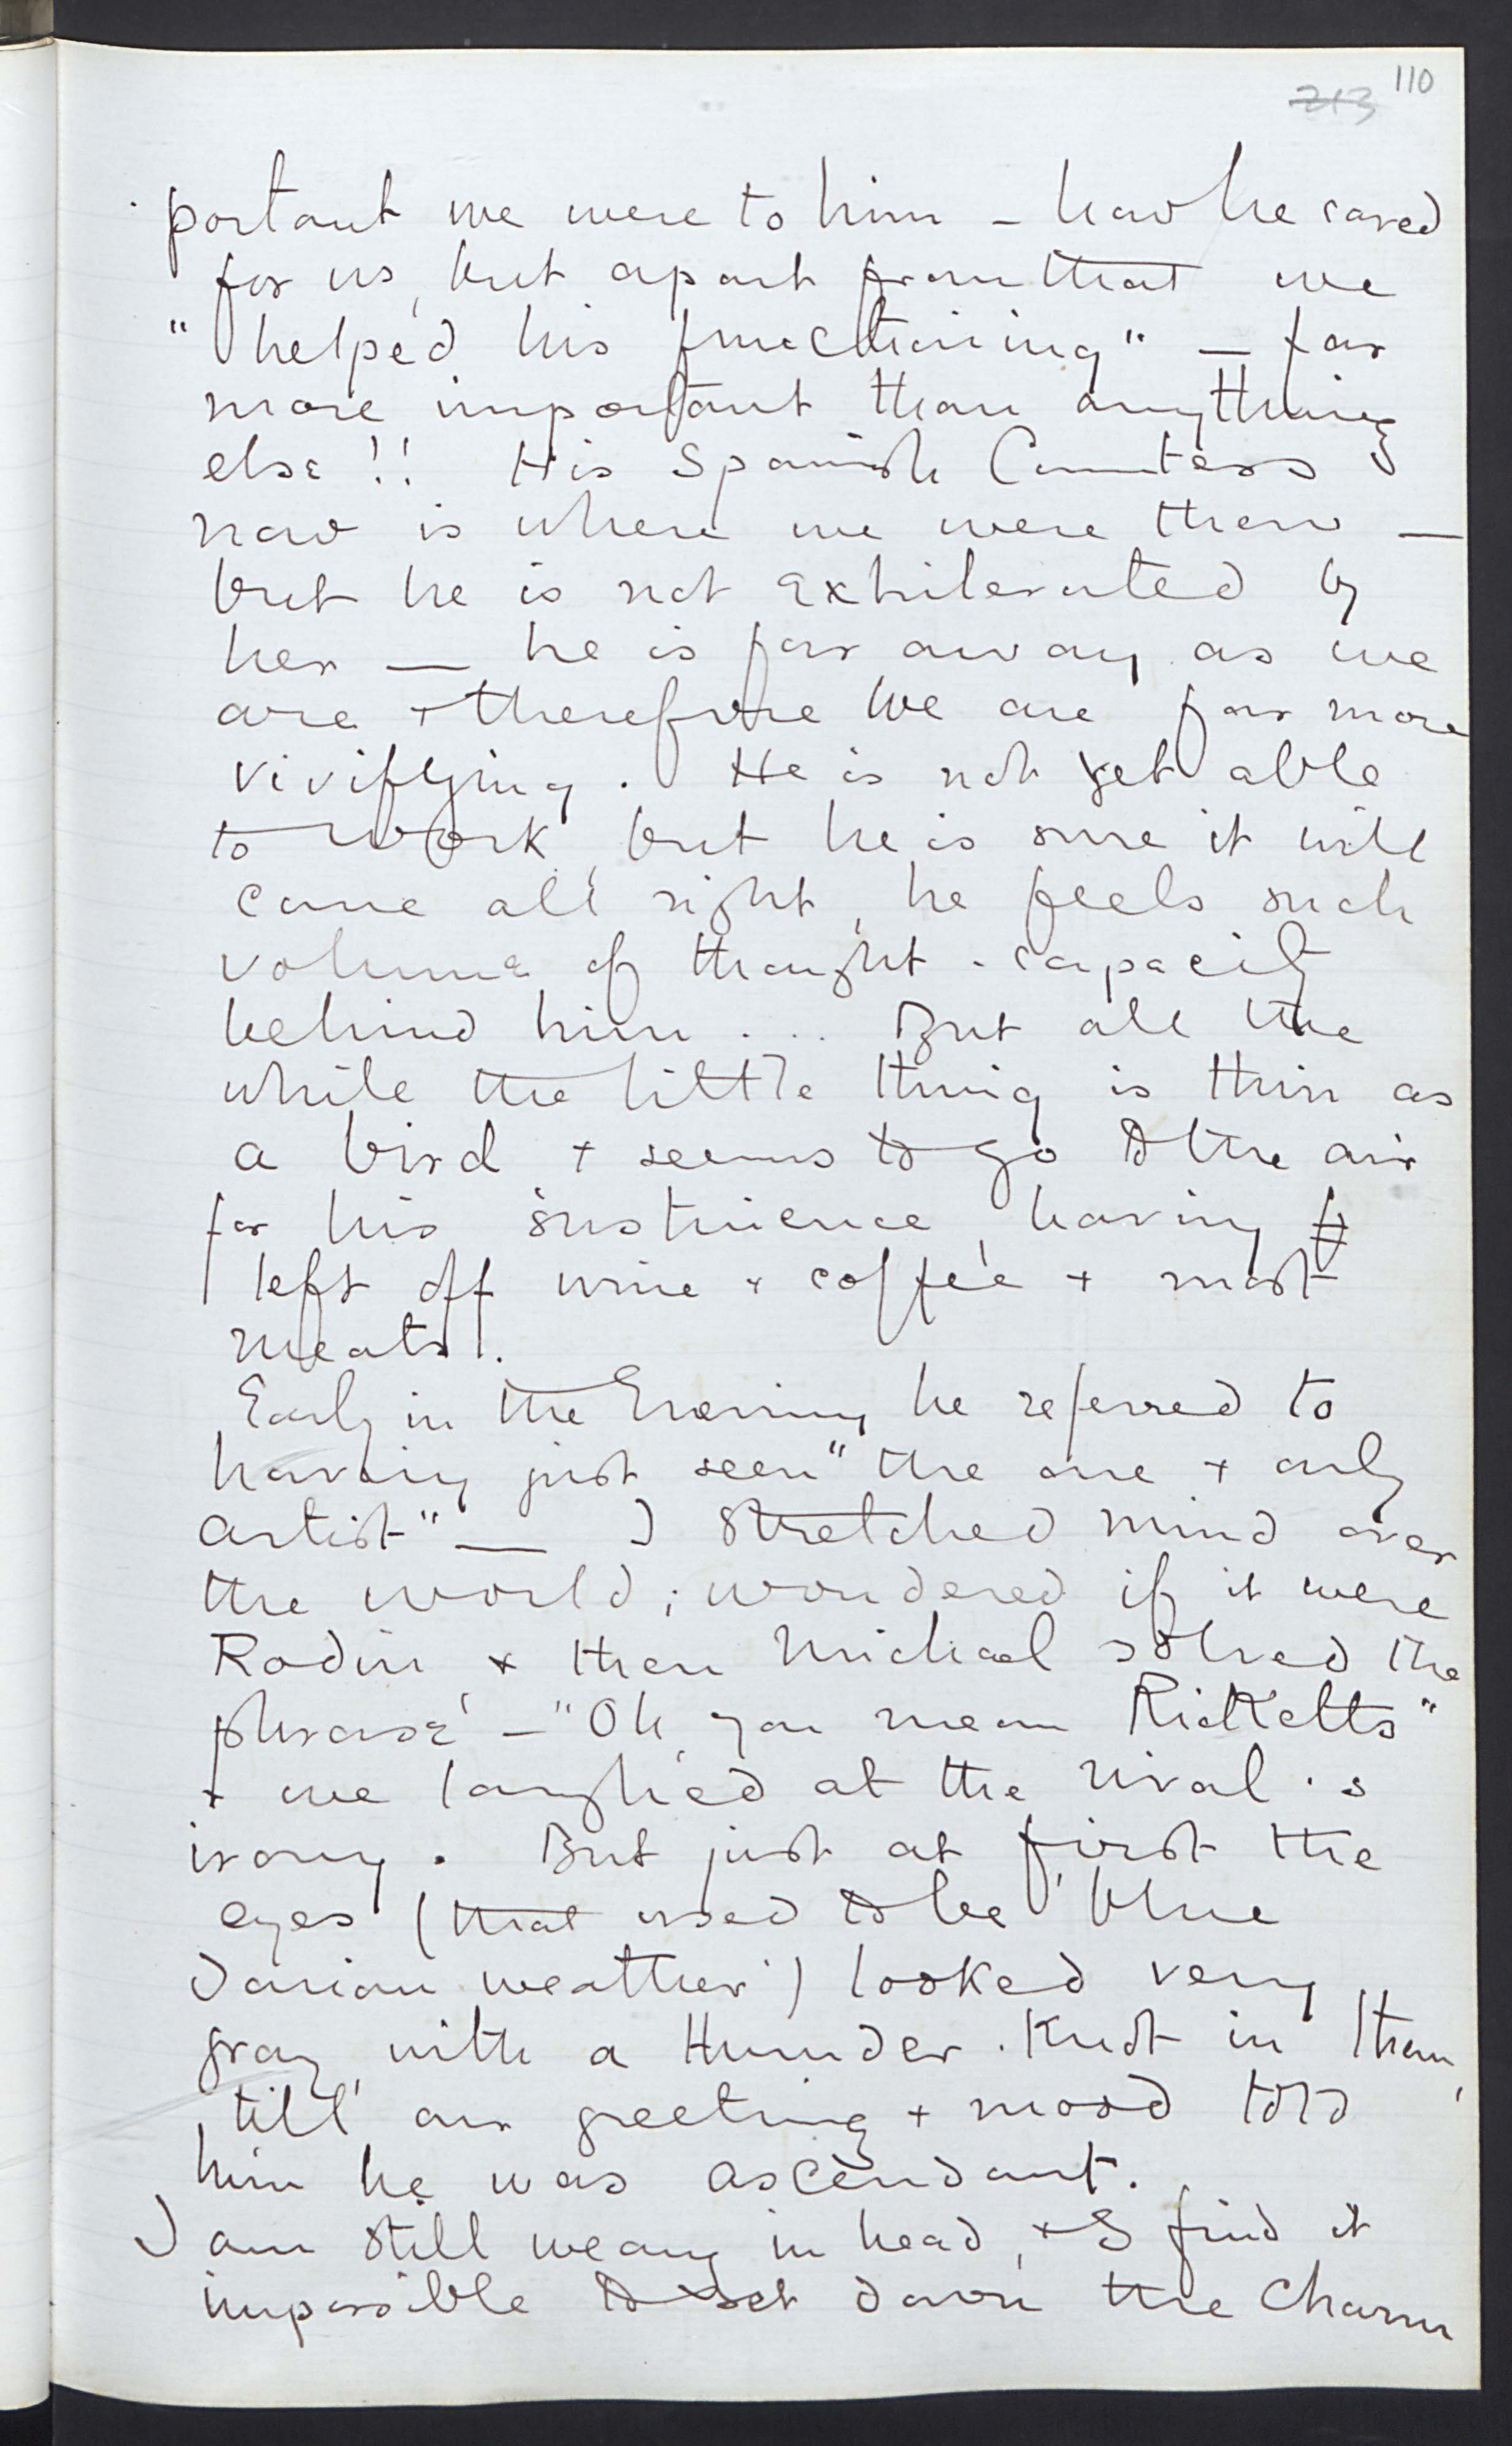 110
213
portant we were to him – how he cared
for us, but apart from that we
"helped his functioning" – far
more important than anything
else!! His Spanish Countess
now is where we were then –
but he is not exhilerated by
her – he is far away as we
are + therefore we are far more
vivifying. He is not yet able
to work, but he is sure it will
come all right, he feels such
volume of thought-capacity
behind him ... But all the
while the little thing is thin as
a bird + seems to go to the air
for his sustinence, having
left off wine + coffee + most
meats.
Early in the Evening he referred to
having just seen "the one + only
artist" – I stretched mind over
the world; wondered if it were
Rodin + then Michael solved the
phrase – "Oh, you mean Ricketts"
+ we laughed at the rival's
irony. But just at first the
eyes (that used to be 'blue
Darian weather') looked very
gray with a thunder-knot in them,
till our greeting + mood told
him he was ascendant.
I am still weary in head, + I find it
impossible to set down the charm